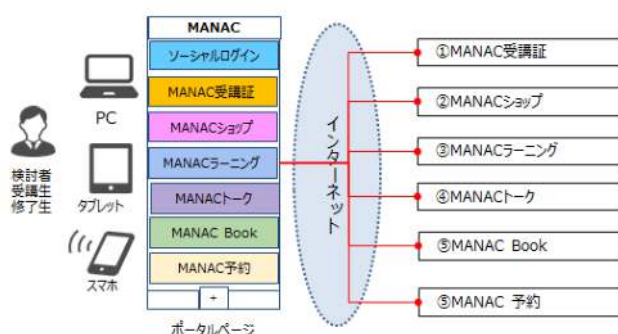 検討者
受講生
修了生
PC
タブレット
スマホ
MANAC
ソーシャルログイン
MANAC受講証
MANACショップ
MANACラーニング
MANACトーク
MANAC Book
MANAC予約
+
ポータルページ
インターネット
①MANAC受講証
②MANACショップ
③MANACラーニング
④MANACトーク
⑤MANAC Book
⑤MANAC 予約